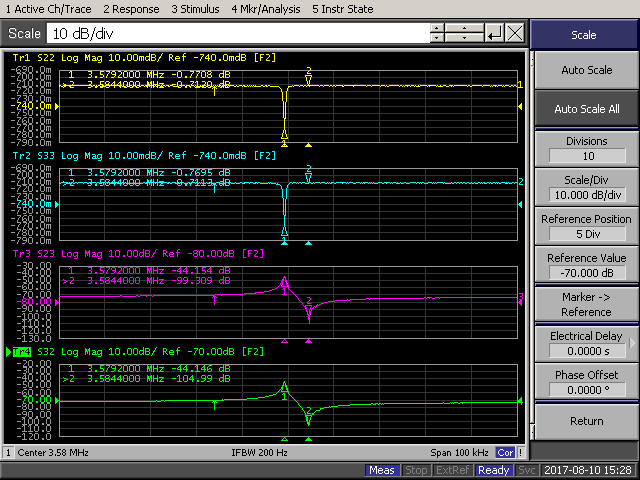 1 Active Ch/Trace 2 Response 3 Stimulus 4 Mkr/Analysis 5 Instr State
Scale 10 dB/div
Tr1 S22 Log Mag 10.00mdB/ Ref -740.0mdB [F2]
-690.0m
-700.0m
-710.0m
-720.0m
-730.0m
-740.0m
-750.0m
-760.0m
-770.0m
-780.0m
-790.0m
1 3.5792000 MHz -0.7708 dB
>2 3.5844000 MHz -0.7120 dB
1
2
1
Tr2 S33 Log Mag 10.00mdB/ Ref -740.0mdB [F2]
-690.0m
-700.0m
-710.0m
-720.0m
-730.0m
-740.0m
-750.0m
-760.0m
-770.0m
-780.0m
-790.0m
1 3.5792000 MHz -0.7695 dB
>2 3.5844000 MHz -0.7113 dB
1
2
2
Tr3 S23 Log Mag 10.00dB/ Ref -80.00dB [F2]
-30.00
-40.00
-50.00
-60.00
-70.00
-80.00
-90.00
-100.0
-110.0
-120.0
-130.0
1 3.5792000 MHz -44.154 dB
>2 3.5844000 MHz -99.309 dB
1
2
3
Tr4 S32 Log Mag 10.00dB/ Ref -70.00dB [F2]
-20.00
-30.00
-40.00
-50.00
-60.00
-70.00
-80.00
-90.00
-100.0
-110.0
-120.0
1 3.5792000 MHz -44.146 dB
>2 3.5844000 MHz -104.99 dB
1
2
1 Center 3.58 MHz IFBW 200 Hz Span 100 kHz Cor !
Scale
Auto Scale
Auto Scale All
Divisions
10
Scale/Div
10.000 dB/div
Reference Position
5 Div
Reference Value
-70.000 dB
Marker ->
Reference
Electrical Delay
0.0000 s
Phase Offset
0.0000 °
Return
Meas Stop ExtRef Ready Svc 2017-08-10 15:28